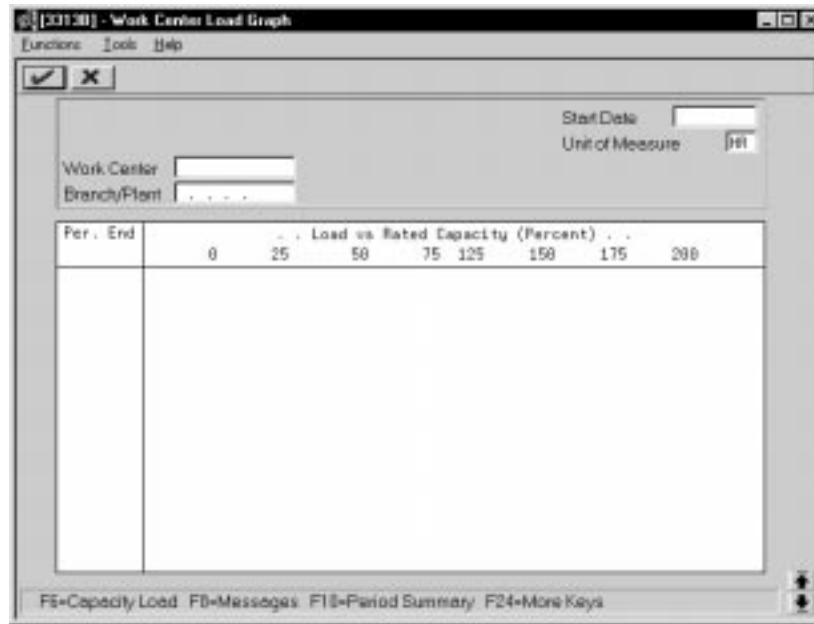 [33130] - Work Center Load Graph
Functions Tools Help
Start Date
Unit of Measure HR
Work Center
Branch/Plant . . . .
Per. End . . Load vs Rated Capacity (Percent) . .
0 25 50 75 125 150 175 200
F6=Capacity Load F8=Messages F18=Period Summary F24=More Keys